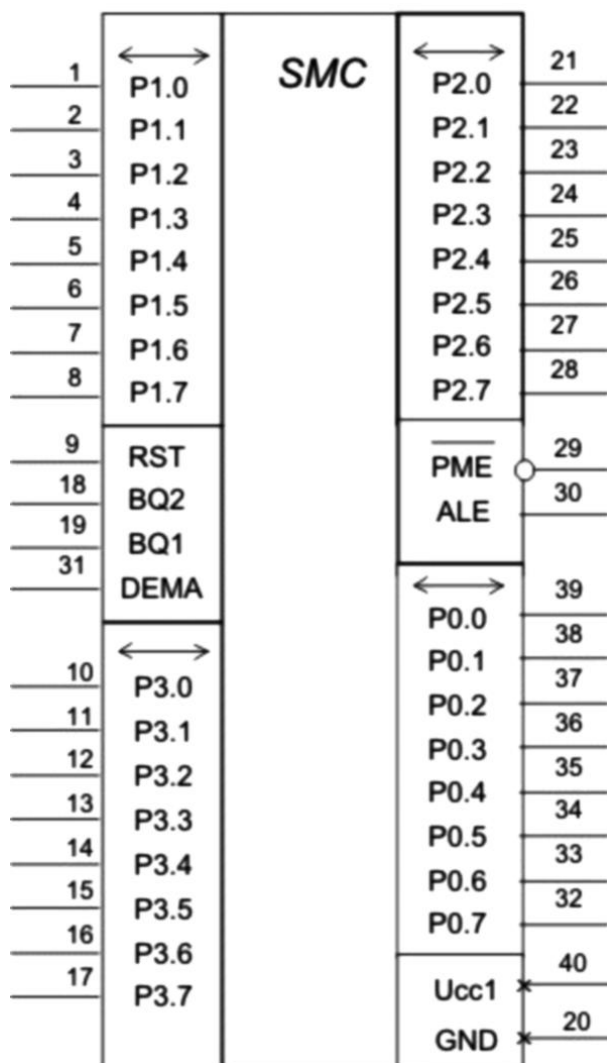 SMC
1 P1.0
2 P1.1
3 P1.2
4 P1.3
5 P1.4
6 P1.5
7 P1.6
8 P1.7
9 RST
18 BQ2
19 BQ1
31 DEMA
10 P3.0
11 P3.1
12 P3.2
13 P3.3
14 P3.4
15 P3.5
16 P3.6
17 P3.7
P2.0 21
P2.1 22
P2.2 23
P2.3 24
P2.4 25
P2.5 26
P2.6 27
P2.7 28
PME 29
ALE 30
P0.0 39
P0.1 38
P0.2 37
P0.3 36
P0.4 35
P0.5 34
P0.6 33
P0.7 32
Ucc1 40
GND 20